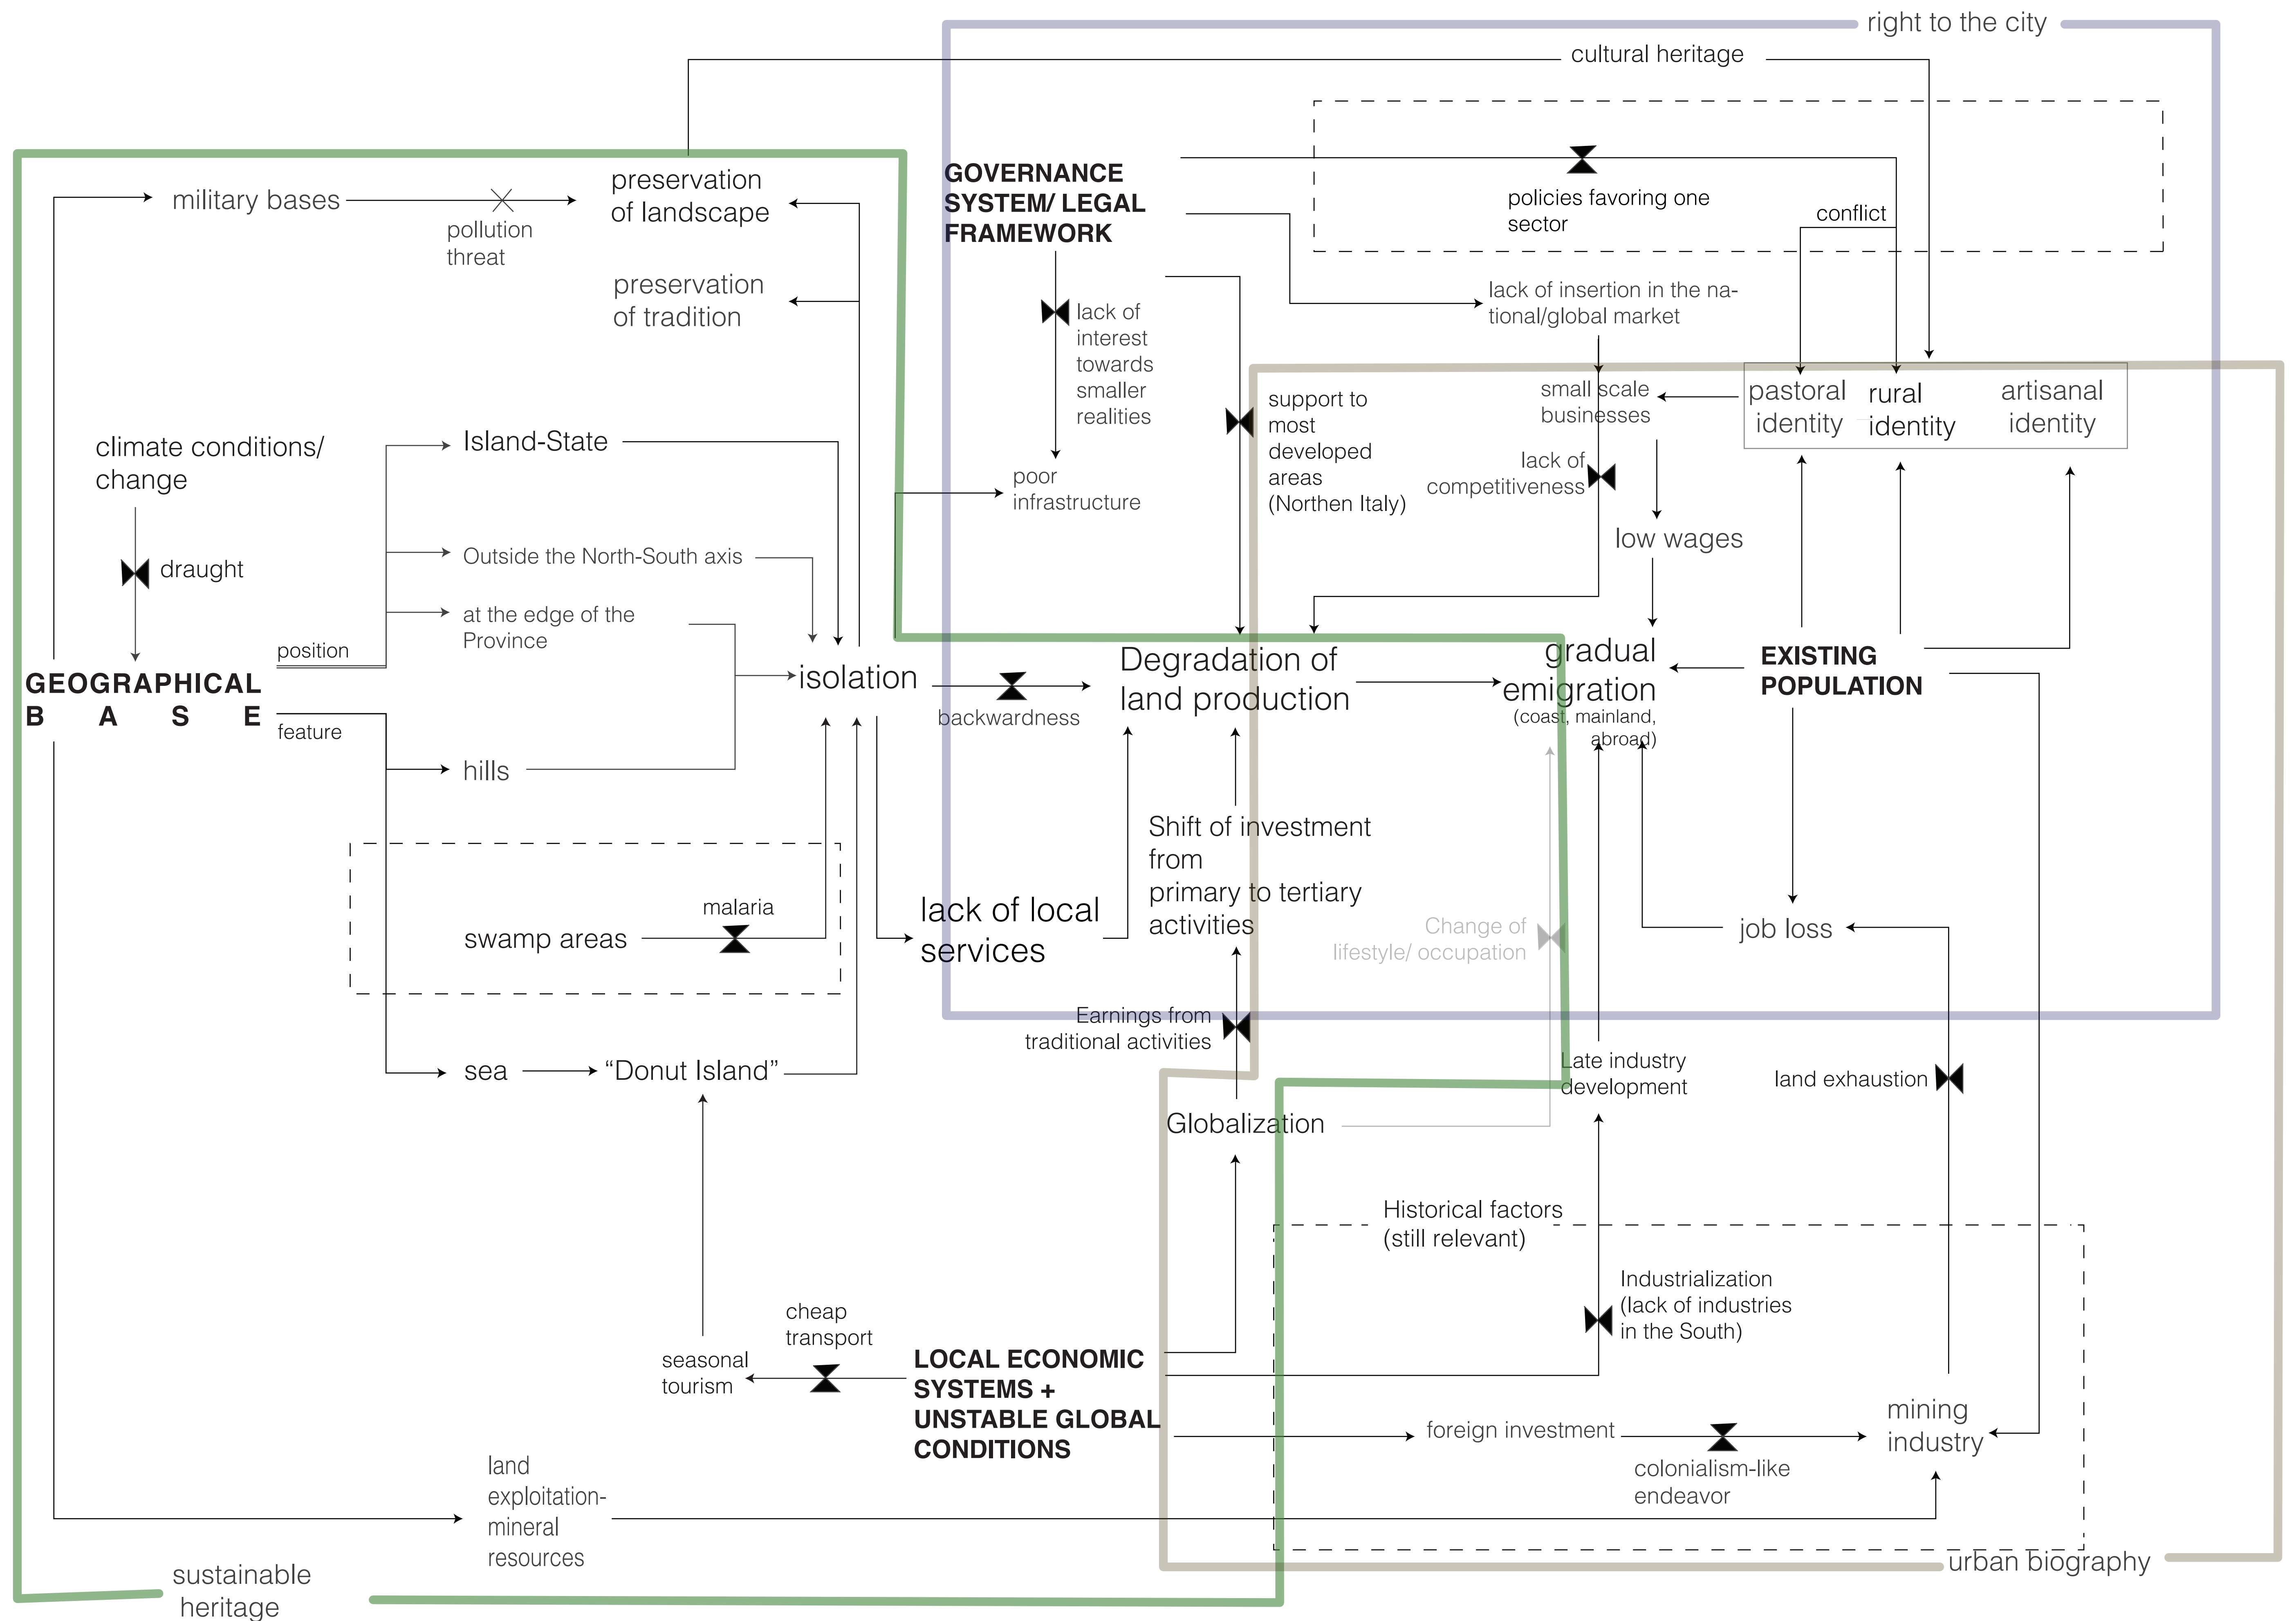 right to the city
cultural heritage
GOVERNANCE
SYSTEM/ LEGAL
FRAMEWORK
military bases
pollution
threat
preservation
of landscape
preservation
of tradition
policies favoring one
sector
conflict
lack of
interest
towards
smaller
realities
lack of insertion in the na-
tional/global market
support to
most
developed
areas
(Northen Italy)
small scale
businesses
pastoral
identity
rural
identity
artisanal
identity
climate conditions/
change
draught
Island-State
Outside the North-South axis
at the edge of the
Province
poor
infrastructure
lack of
competitiveness
low wages
position
GEOGRAPHICAL
BASE
feature
isolation
backwardness
Degradation of
land production
gradual
emigration
(coast, mainland,
abroad)
EXISTING
POPULATION
hills
malaria
swamp areas
lack of local
services
Shift of investment
from
primary to tertiary
activities
Change of
lifestyle/ occupation
job loss
sea
“Donut Island”
Earnings from
traditional activities
Late industry
development
land exhaustion
Globalization
Historical factors
(still relevant)
Industrialization
(lack of industries
in the South)
cheap
transport
seasonal
tourism
LOCAL ECONOMIC
SYSTEMS +
UNSTABLE GLOBAL
CONDITIONS
foreign investment
colonialism-like
endeavor
mining
industry
land
exploitation-
mineral
resources
sustainable
heritage
urban biography